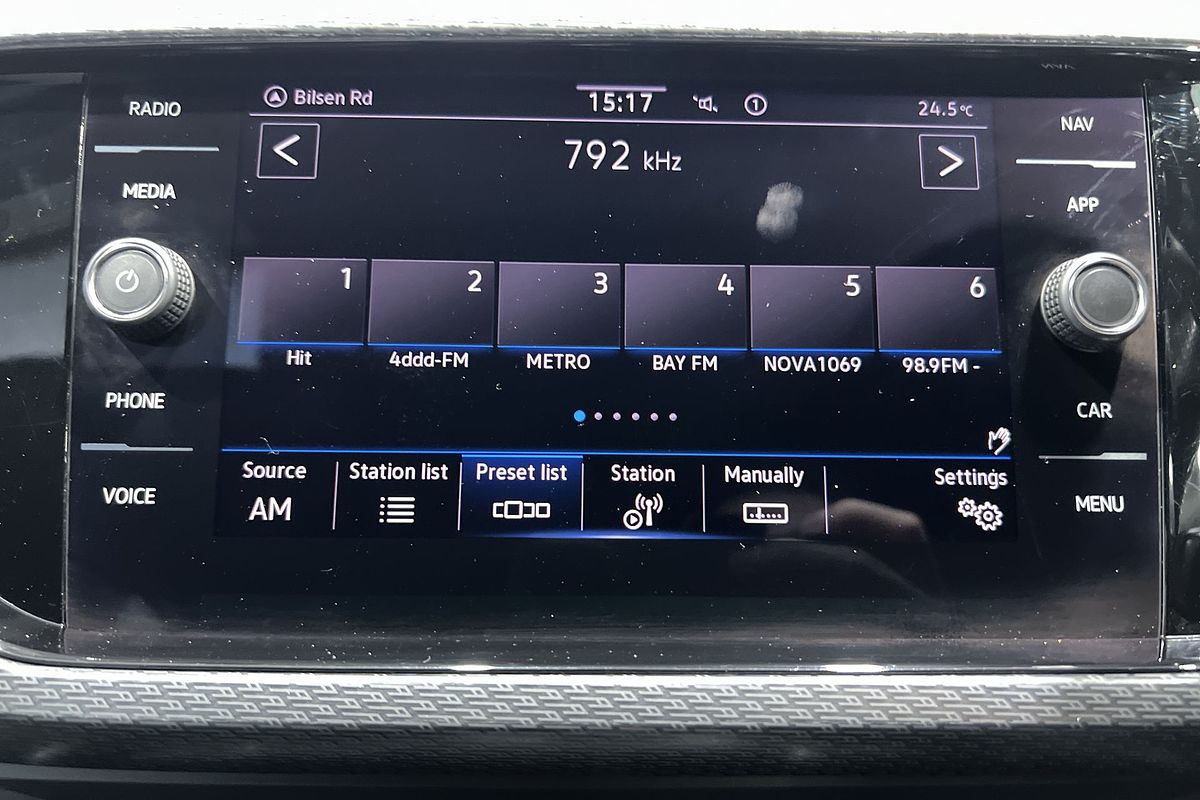 RADIO
MEDIA
PHONE
VOICE
Bilsen Rd
15:17
1
24.5°C
<
792 kHz
>
1
2
3
4
5
6
Hit
4ddd-FM
METRO
BAY FM
NOVA1069
98.9FM -
Source
AM
Station list
Preset list
Station
Manually
Settings
NAV
APP
CAR
MENU